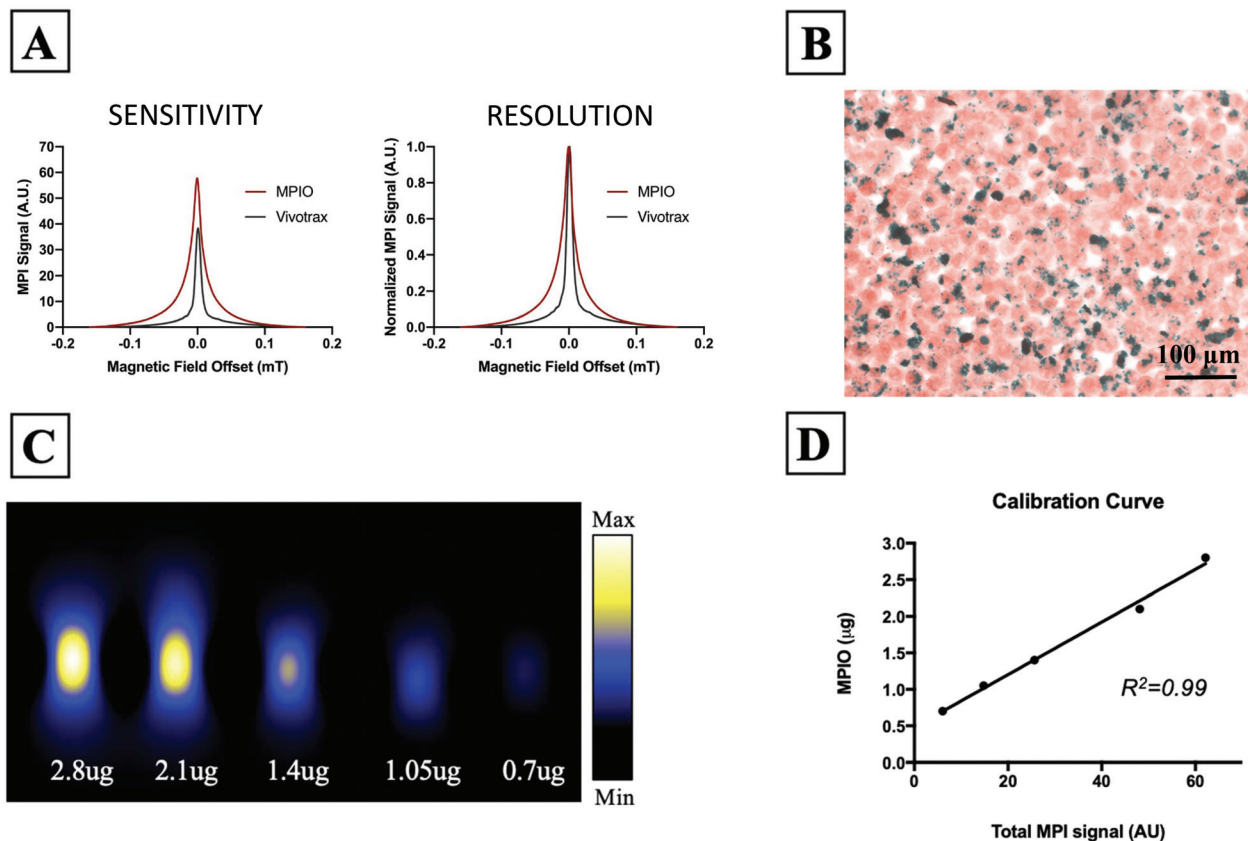 A
SENSITIVITY
MPI Signal (A.U.)
70
60
50
40
30
20
10
0
-0.2
-0.1
0.0
0.1
0.2
Magnetic Field Offset (mT)
MPIO
Vivotrax
RESOLUTION
Normalized MPI Signal (A.U.)
1.0
0.8
0.6
0.4
0.2
0.0
-0.2
-0.1
0.0
0.1
0.2
Magnetic Field Offset (mT)
MPIO
Vivotrax
B
100 µm
C
2.8ug
2.1ug
1.4ug
1.05ug
0.7ug
Max
Min
D
Calibration Curve
MPIO (µg)
3.0
2.5
2.0
1.5
1.0
0.5
0.0
0
20
40
60
R²=0.99
Total MPI signal (AU)